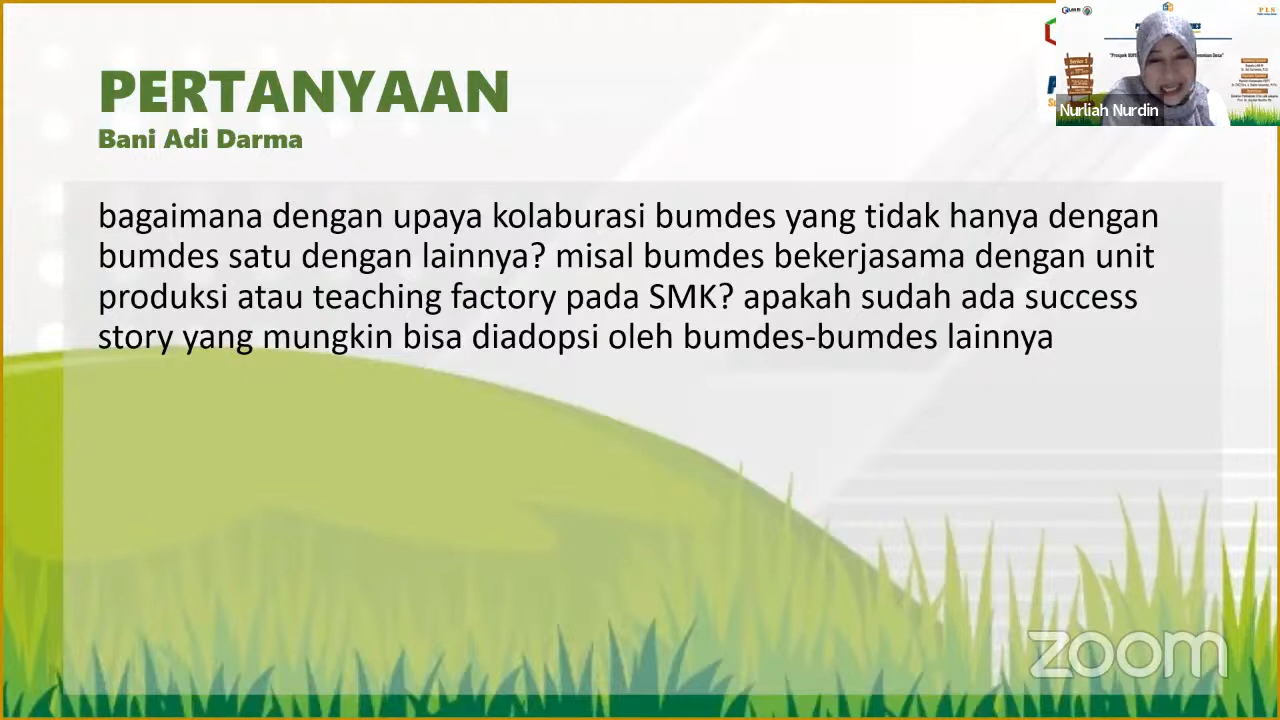 PERTANYAAN
Bani Adi Darma
bagaimana dengan upaya kolaburasi bumdes yang tidak hanya dengan
bumdes satu dengan lainnya? misal bumdes bekerjasama dengan unit
produksi atau teaching factory pada SMK? apakah sudah ada success
story yang mungkin bisa diadopsi oleh bumdes-bumdes lainnya
Nurliah Nurdin
PLS
zoom